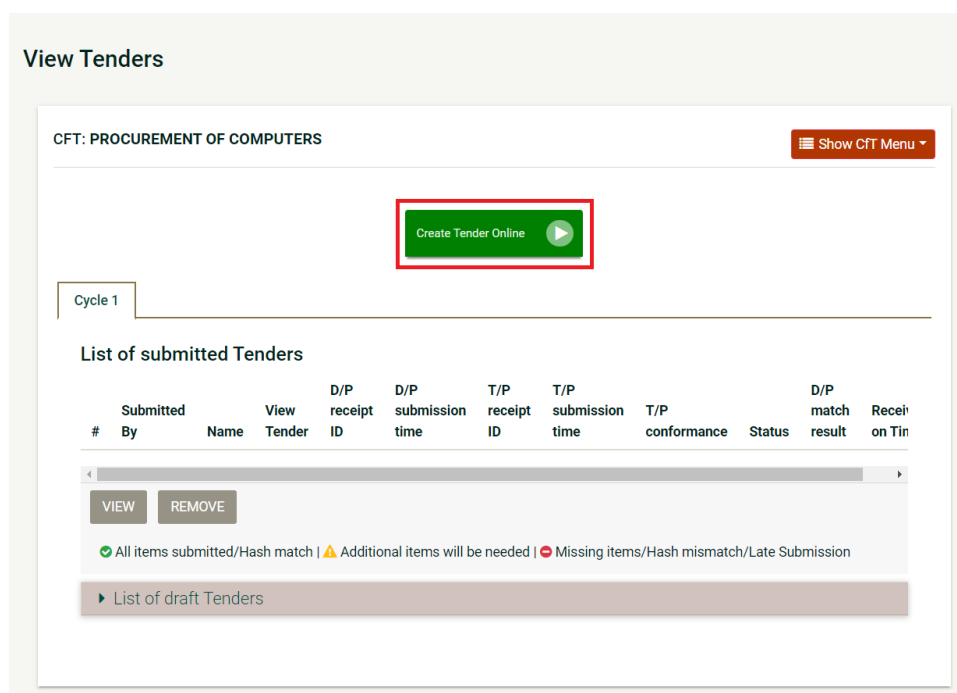 View Tenders
CFT: PROCUREMENT OF COMPUTERS
Show CfT Menu
Create Tender Online
Cycle 1
List of submitted Tenders
# Submitted By Name View Tender D/P receipt ID D/P submission time T/P receipt ID T/P submission time T/P conformance Status D/P match result on
VIEW REMOVE
All items submitted/Hash match | Additional items will be needed | Missing items/Hash mismatch/Late Submission
List of draft Tenders